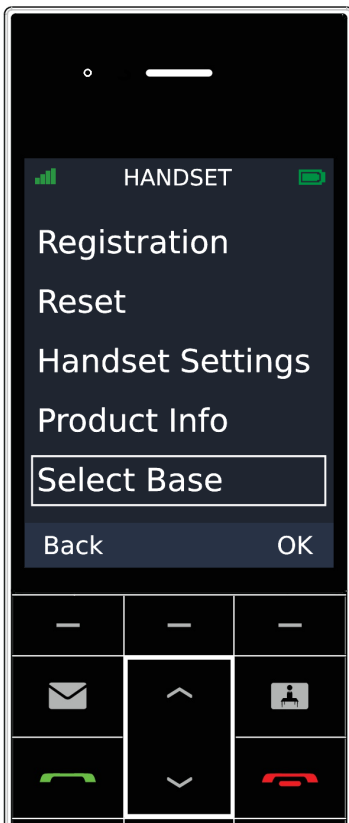 HANDSET
Registration
Reset
Handset Settings
Product Info
Select Base
Back OK